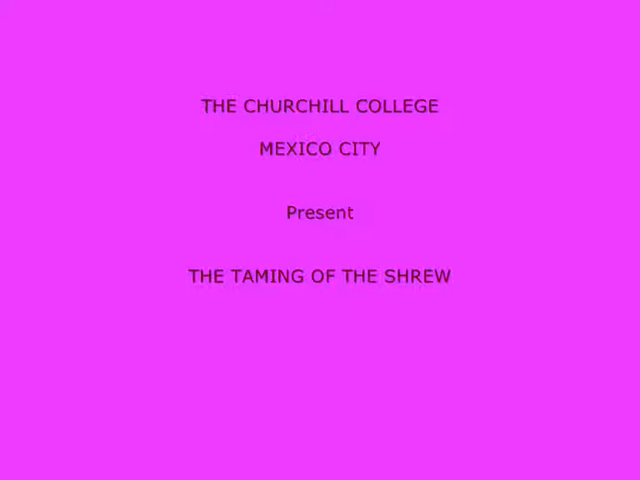 THE CHURCHILL COLLEGE
MEXICO CITY
Present
THE TAMING OF THE SHREW